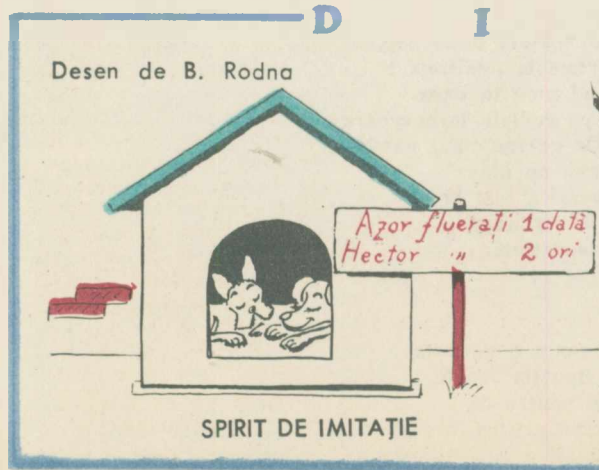 D I
Desen de B. Rodna
Azor fluerați 1 dată
Hector " 2 ori
SPIRIT DE IMITAȚIE